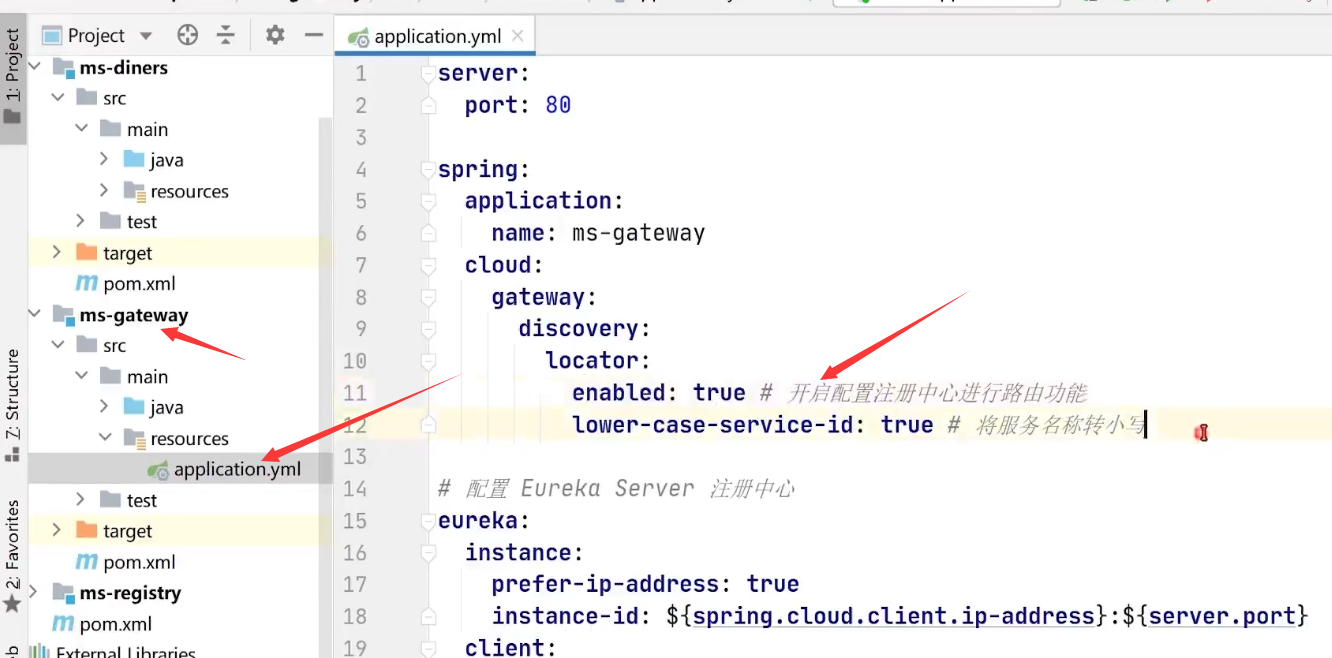 1: Project
7: Structure
2: Favorites
Project
ms-diners
src
main
java
resources
test
target
pom.xml
ms-gateway
src
main
java
resources
application.yml
test
target
pom.xml
ms-registry
pom.xml
External Libraries
application.yml
1 server:
2 port: 80
3
4 spring:
5 application:
6 name: ms-gateway
7 cloud:
8 gateway:
9 discovery:
10 locator:
11 enabled: true # 开启配置注册中心进行路由功能
12 lower-case-service-id: true # 将服务名称转小写
13
14 # 配置 Eureka Server 注册中心
15 eureka:
16 instance:
17 prefer-ip-address: true
18 instance-id: ${spring.cloud.client.ip-address}:${server.port}
19 client: